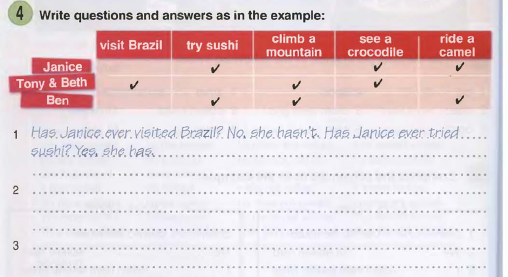 4 Write questions and answers as in the example:
visit Brazil try sushi climb a mountain see a crocodile ride a camel
Janice ✓ ✓ ✓
Tony & Beth ✓ ✓ ✓
Ben ✓ ✓ ✓
1 Has Janice ever visited Brazil? No, she hasn't. Has Janice ever tried
sushi? Yes, she has.
2
3